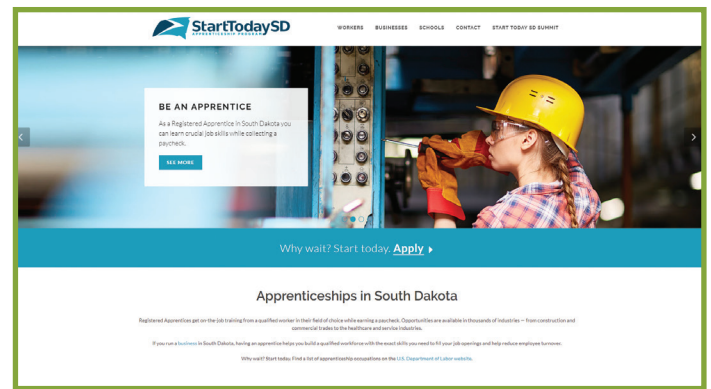 StartTodaySD
APPRENTICESHIP PROGRAM
WORKERS BUSINESSES SCHOOLS CONTACT START TODAY SD SUMMIT
BE AN APPRENTICE
As a Registered Apprentice in South Dakota you
can learn crucial job skills while collecting a
paycheck.
SEE MORE
Why wait? Start today. Apply
Apprenticeships in South Dakota
Registered Apprentices get on-the-job training from a qualified worker in their field of choice while earning a paycheck. Opportunities are available in thousands of industries — from construction and
commercial trades to the healthcare and service industries.
If you run a business in South Dakota, having an apprentice helps you build a qualified workforce with the exact skills you need to fill your job openings and help reduce employee turnover.
Why wait? Start today. Find a list of apprenticeship occupations on the U.S. Department of Labor website.